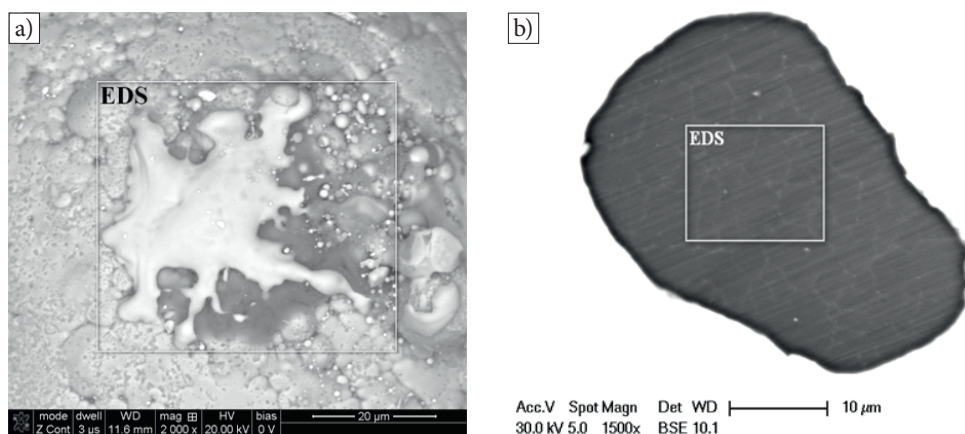 a)
EDS
mode dwell WD mag ⊞ HV bias
Z Cont 3 µs 11.6 mm 2 000 x 20.00 kV 0 V
20 µm
b)
EDS
Acc.V Spot Magn Det WD
30.0 kV 5.0 1500x BSE 10.1
10 µm